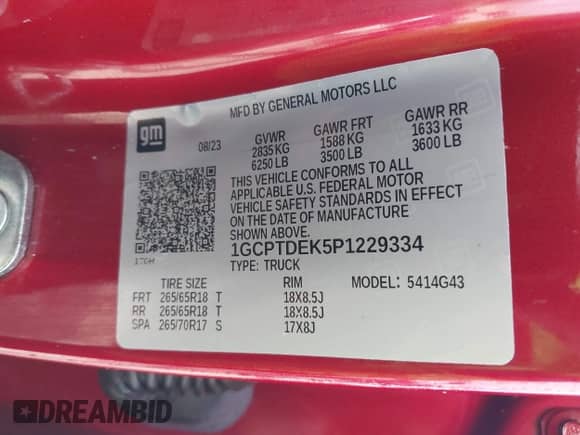 MFD BY GENERAL MOTORS LLC
gm
08/23
GVWR
2835 KG
6250 LB
GAWR FRT
1588 KG
3500 LB
GAWR RR
1633 KG
3600 LB
THIS VEHICLE CONFORMS TO ALL
APPLICABLE U.S. FEDERAL MOTOR
VEHICLE SAFETY STANDARDS IN EFFECT
ON THE DATE OF MANUFACTURE
SHOWN ABOVE.
1GCPTDEK5P1229334
TYPE: TRUCK
MODEL: 5414G43
TIRE SIZE RIM
FRT 265/65R18 T 18X8.5J
RR 265/65R18 T 18X8.5J
SPA 265/70R17 S 17X8J
DREAMBID